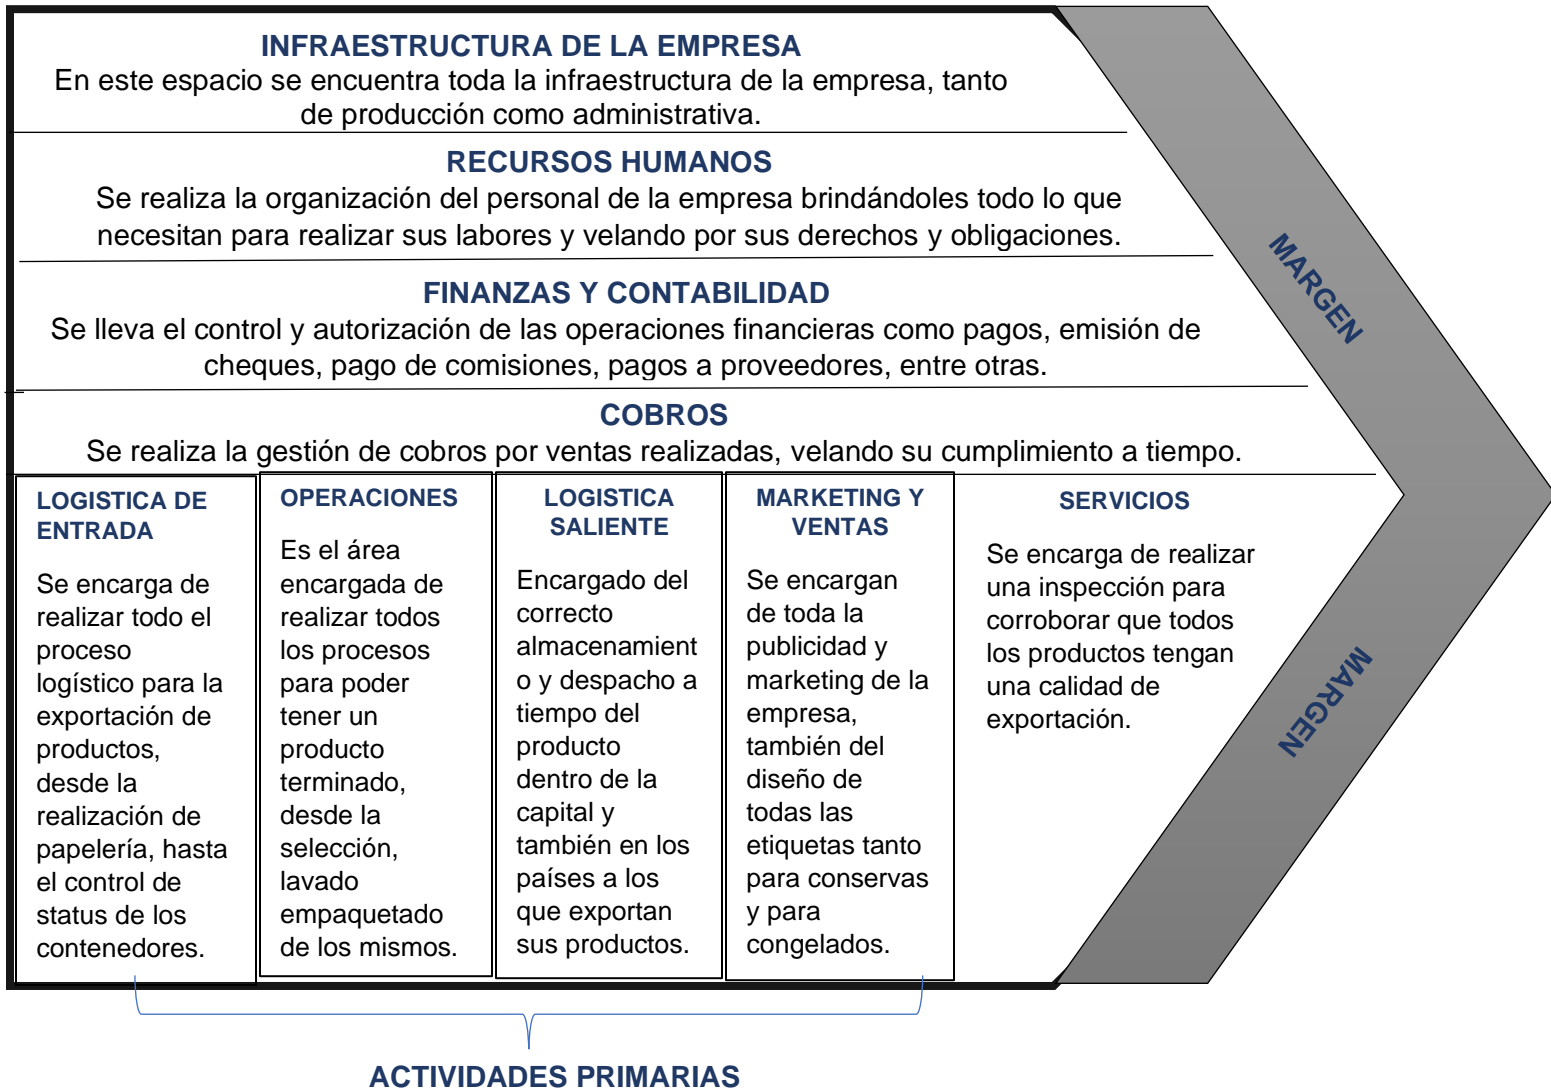 INFRAESTRUCTURA DE LA EMPRESA
En este espacio se encuentra toda la infraestructura de la empresa, tanto
de producción como administrativa.
RECURSOS HUMANOS
Se realiza la organización del personal de la empresa brindándoles todo lo que
necesitan para realizar sus labores y velando por sus derechos y obligaciones.
FINANZAS Y CONTABILIDAD
Se lleva el control y autorización de las operaciones financieras como pagos, emisión de
cheques, pago de comisiones, pagos a proveedores, entre otras.
COBROS
Se realiza la gestión de cobros por ventas realizadas, velando su cumplimiento a tiempo.
LOGISTICA DE
ENTRADA
Se encarga de
realizar todo el
proceso
logístico para la
exportación de
productos,
desde la
realización de
papelería, hasta
el control de
status de los
contenedores.
OPERACIONES
Es el área
encargada de
realizar todos
los procesos
para poder
tener un
producto
terminado,
desde la
selección,
lavado
empaquetado
de los mismos.
LOGISTICA
SALIENTE
Encargado del
correcto
almacenamient
o y despacho a
tiempo del
producto
dentro de la
capital y
también en los
países a los
que exportan
sus productos.
MARKETING Y
VENTAS
Se encargan
de toda la
publicidad y
marketing de la
empresa,
también del
diseño de
todas las
etiquetas tanto
para conservas
y para
congelados.
SERVICIOS
Se encarga de realizar
una inspección para
corroborar que todos
los productos tengan
una calidad de
exportación.
MARGEN
MARGEN
ACTIVIDADES PRIMARIAS